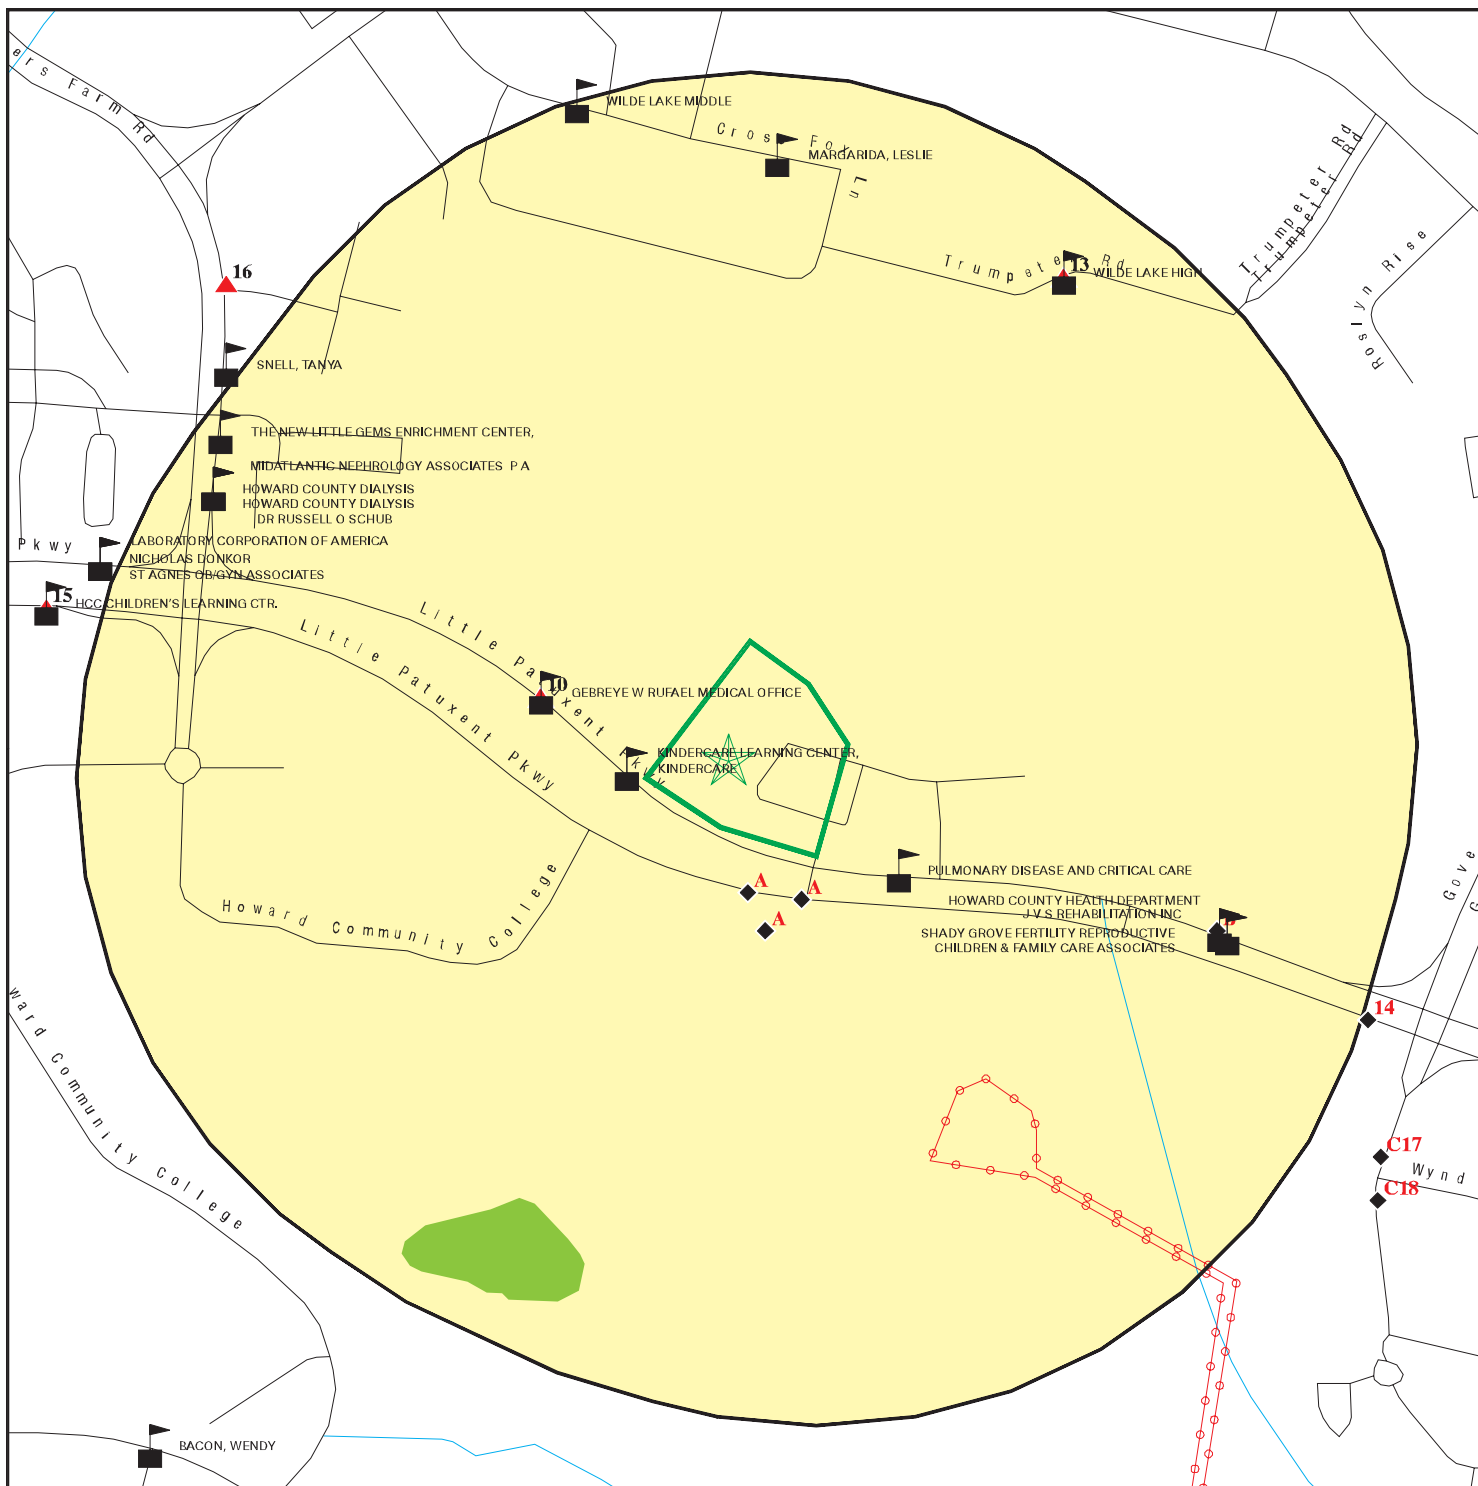 ers Farm Rd
WILDE LAKE MIDDLE
Cross Fox Ln
MARGARIDA, LESLIE
Trumpeter Rd
Trumpeter Rd
Roslyn Rise
Trumpeter Rd
13
WILDE LAKE HIGH
16
SNELL, TANYA
THE NEW LITTLE GEMS ENRICHMENT CENTER,
MIDATLANTIC NEPHROLOGY ASSOCIATES P A
HOWARD COUNTY DIALYSIS
HOWARD COUNTY DIALYSIS
DR RUSSELL O SCHUB
Pkwy
LABORATORY CORPORATION OF AMERICA
NICHOLAS DONKOR
ST AGNES OB/GYN ASSOCIATES
15
HCC CHILDREN'S LEARNING CTR.
Little Patuxent Pkwy
Little Patuxent Pkwy
10
GEBREYE W RUFAEL MEDICAL OFFICE
KINDERCARE LEARNING CENTER,
KINDERCARE
PULMONARY DISEASE AND CRITICAL CARE
A
A
A
HOWARD COUNTY HEALTH DEPARTMENT
J.V.S REHABILITATION INC
SHADY GROVE FERTILITY REPRODUCTIVE
CHILDREN & FAMILY CARE ASSOCIATES
Gove
G
Howard Community College
14
ward Community College
C17
Wynd
C18
BACON, WENDY